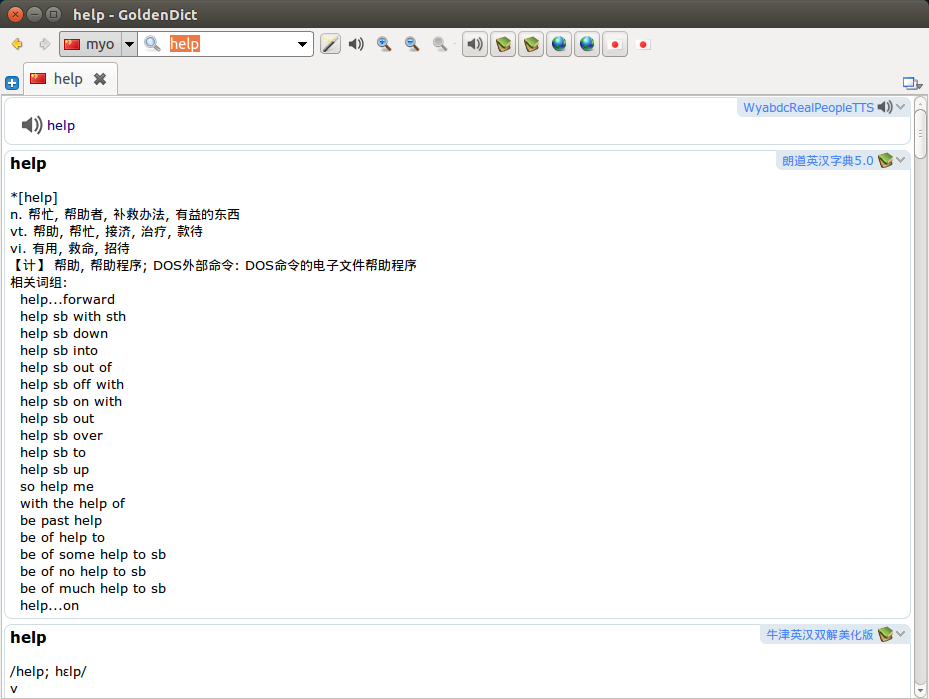 help - GoldenDict
myo help
help
WyabdcRealPeopleTTS
help
朗道英汉字典5.0
help
*[help]
n. 帮忙, 帮助者, 补救办法, 有益的东西
vt. 帮助, 帮忙, 接济, 治疗, 款待
vi. 有用, 救命, 招待
【计】 帮助, 帮助程序; DOS外部命令: DOS命令的电子文件帮助程序
相关词组:
help...forward
help sb with sth
help sb down
help sb into
help sb out of
help sb off with
help sb on with
help sb out
help sb over
help sb to
help sb up
so help me
with the help of
be past help
be of help to
be of some help to sb
be of no help to sb
be of much help to sb
help...on
牛津英汉双解美化版
help
/help; hɛlp/
v